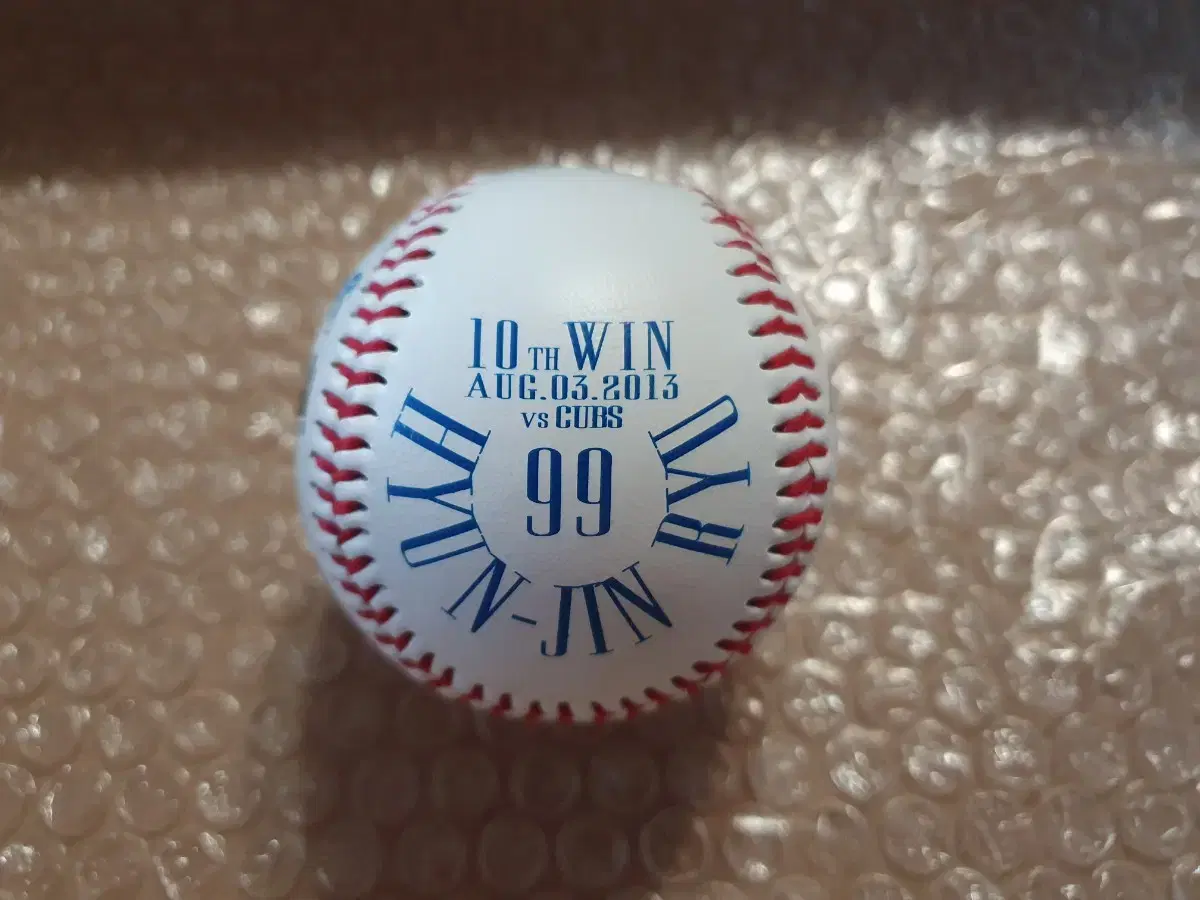 10TH WIN
AUG.03.2013
VS CUBS
99
HYUN-JIN RYU